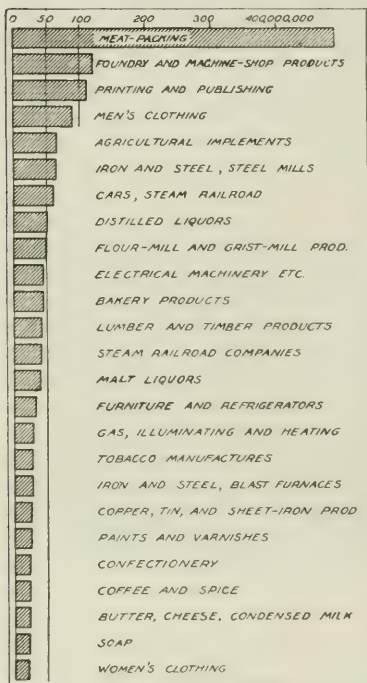 0 50 100 200 300 400,000,000
MEAT-PACKING
FOUNDRY AND MACHINE-SHOP PRODUCTS
PRINTING AND PUBLISHING
MEN'S CLOTHING
AGRICULTURAL IMPLEMENTS
IRON AND STEEL, STEEL MILLS
CARS, STEAM RAILROAD
DISTILLED LIQUORS
FLOUR-MILL AND GRIST-MILL PROD.
ELECTRICAL MACHINERY ETC.
BAKERY PRODUCTS
LUMBER AND TIMBER PRODUCTS
STEAM RAILROAD COMPANIES
MALT LIQUORS
FURNITURE AND REFRIGERATORS
GAS, ILLUMINATING AND HEATING
TOBACCO MANUFACTURES
IRON AND STEEL, BLAST FURNACES
COPPER, TIN, AND SHEET-IRON PROD
PAINTS AND VARNISHES
CONFECTIONERY
COFFEE AND SPICE
BUTTER, CHEESE, CONDENSED MILK
SOAP
WOMEN'S CLOTHING